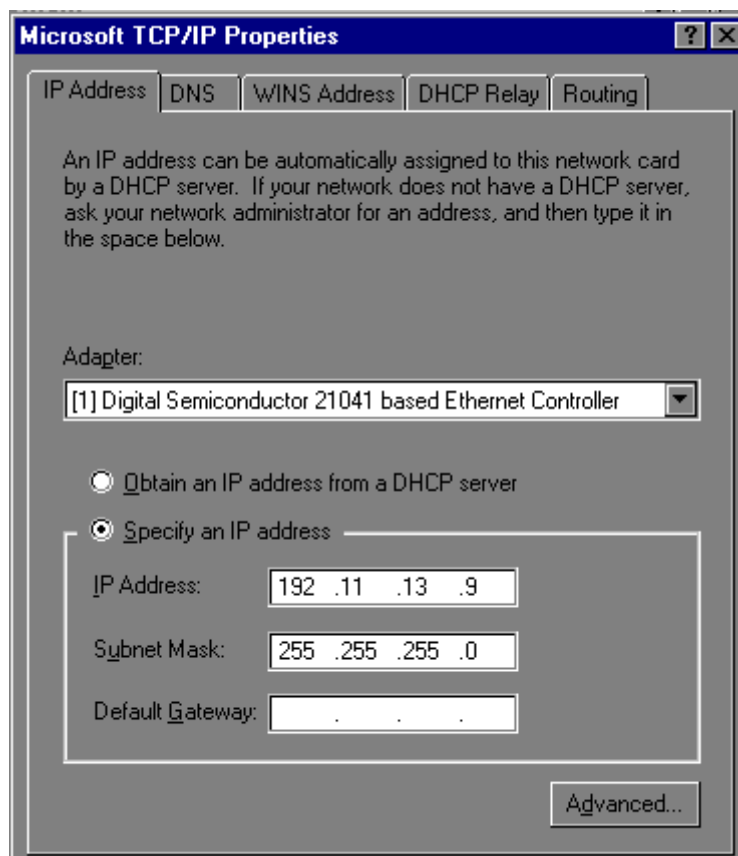 Microsoft TCP/IP Properties
IP Address DNS WINS Address DHCP Relay Routing
An IP address can be automatically assigned to this network card
by a DHCP server. If your network does not have a DHCP server,
ask your network administrator for an address, and then type it in
the space below.
Adapter:
[1] Digital Semiconductor 21041 based Ethernet Controller
Obtain an IP address from a DHCP server
Specify an IP address
IP Address: 192 .11 .13 .9
Subnet Mask: 255 .255 .255 .0
Default Gateway: . . .
Advanced...